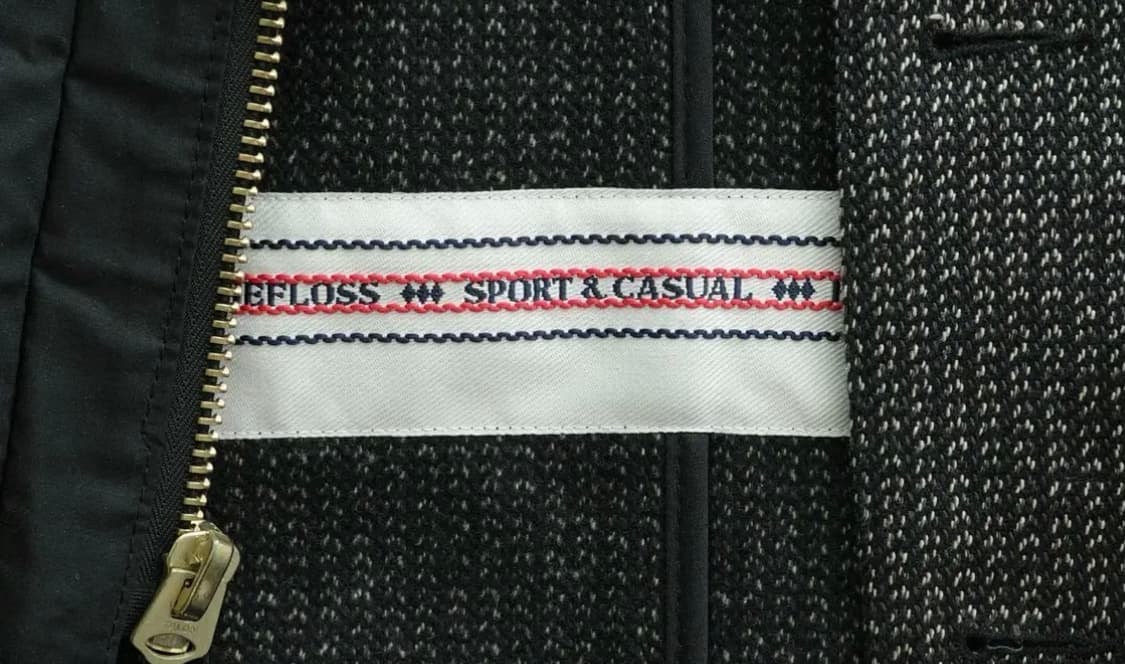 EFLOSS ♦♦♦ SPORT & CASUAL ♦♦♦